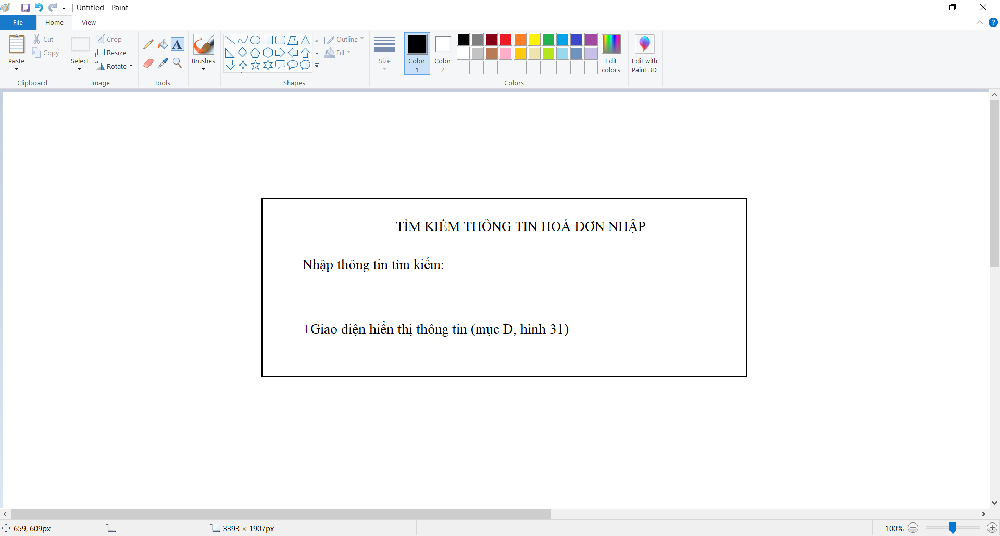 Untitled - Paint
File Home View
Paste
Cut
Copy
Clipboard
Select
Crop
Resize
Rotate
Image
Tools
Brushes
Shapes
Outline
Fill
Size
Color 1
Color 2
Edit colors
Colors
Edit with Paint 3D
TÌM KIẾM THÔNG TIN HOÁ ĐƠN NHẬP
Nhập thông tin tìm kiếm:
+Giao diện hiển thị thông tin (mục D, hình 31)
659, 609px
3393 × 1907px
100%